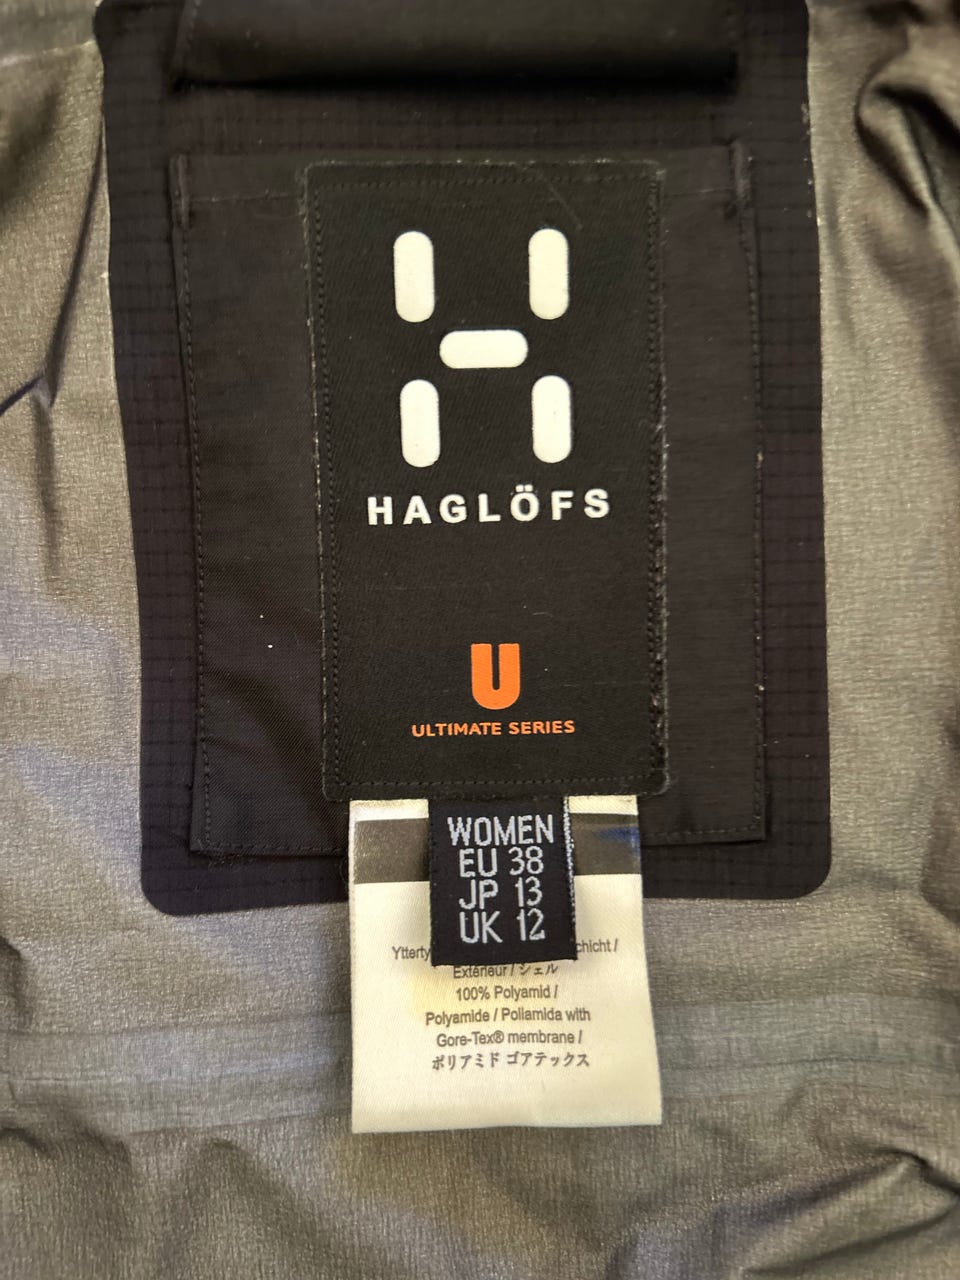 HAGLÖFS
U
ULTIMATE SERIES
WOMEN
EU 38
JP 13
UK 12
Extérieur / シェル
100% Polyamid /
Polyamide / Poliamida with
Gore-Tex® membrane /
ポリアミド ゴアテックス